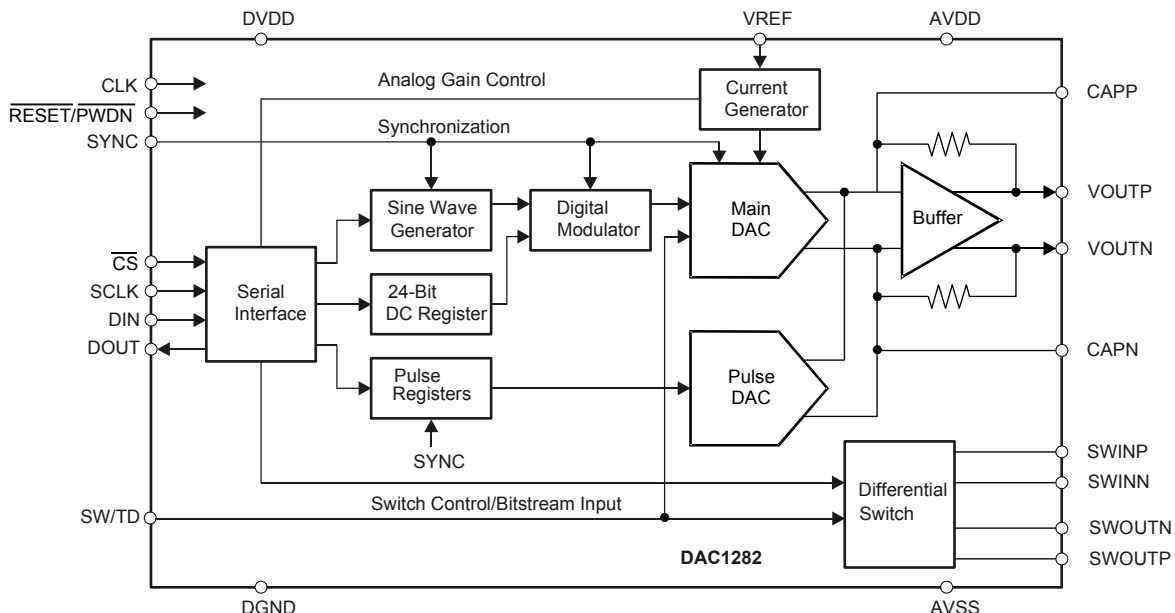 DVDD
VREF
AVDD
CLK
RESET/PWDN
SYNC
Analog Gain Control
Synchronization
Current
Generator
CAPP
Sine Wave
Generator
Digital
Modulator
Main
DAC
Buffer
VOUTP
VOUTN
CS
SCLK
DIN
DOUT
Serial
Interface
24-Bit
DC Register
Pulse
Registers
SYNC
Pulse
DAC
CAPN
SW/TD
Switch Control/Bitstream Input
Differential
Switch
SWINP
SWINN
SWOUTN
SWOUTP
DAC1282
DGND
AVSS